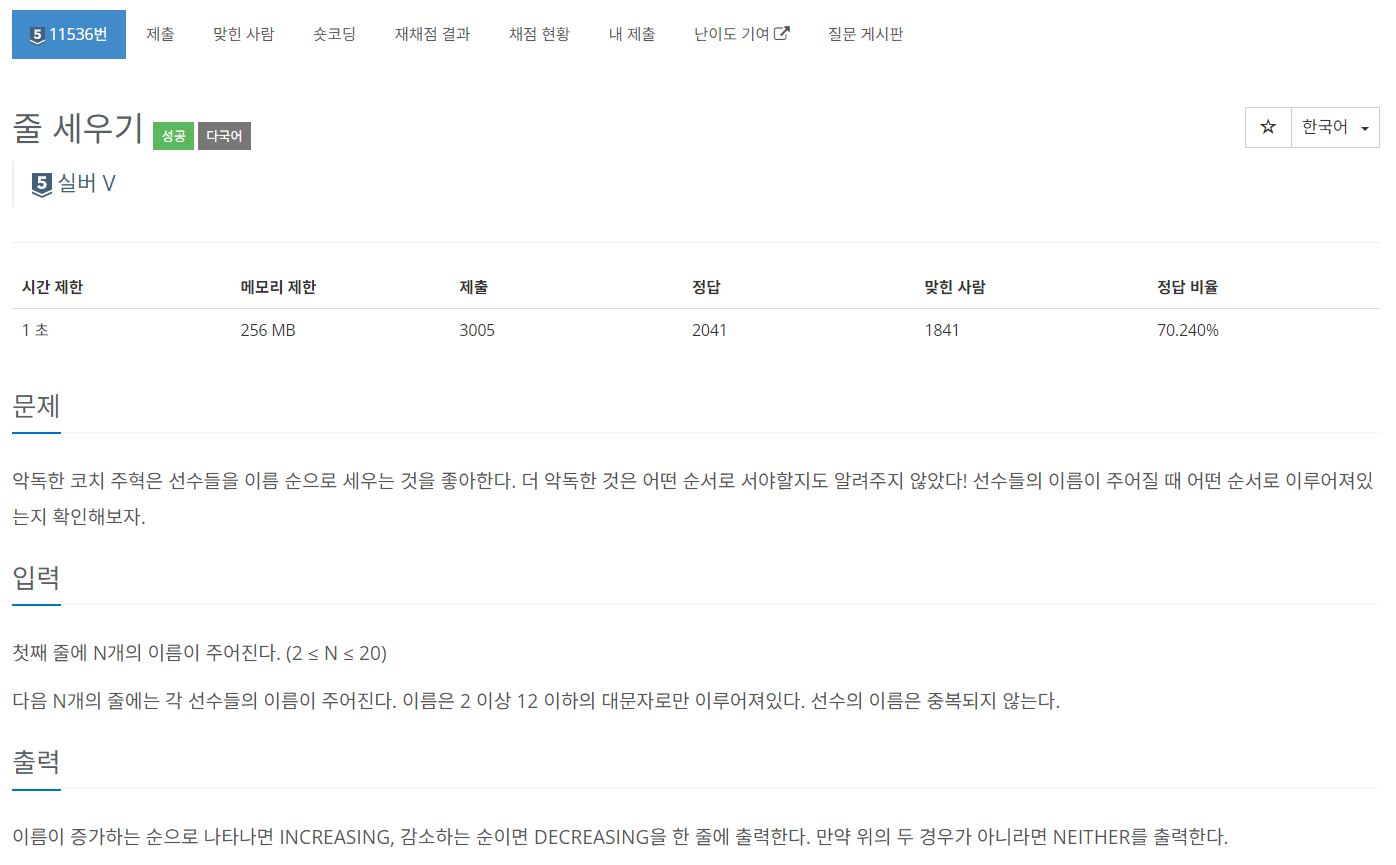 5 11536번 제출 맞힌 사람 숏코딩 재채점 결과 채점 현황 내 제출 난이도 기여 질문 게시판
줄 세우기 성공 다국어
☆ 한국어
5 실버 V
시간 제한 메모리 제한 제출 정답 맞힌 사람 정답 비율
1 초 256 MB 3005 2041 1841 70.240%
문제
악독한 코치 주혁은 선수들을 이름 순으로 세우는 것을 좋아한다. 더 악독한 것은 어떤 순서로 서야할지도 알려주지 않았다! 선수들의 이름이 주어질 때 어떤 순서로 이루어져있
는지 확인해보자.
입력
첫째 줄에 N개의 이름이 주어진다. (2 ≤ N ≤ 20)
다음 N개의 줄에는 각 선수들의 이름이 주어진다. 이름은 2 이상 12 이하의 대문자로만 이루어져있다. 선수의 이름은 중복되지 않는다.
출력
이름이 증가하는 순으로 나타나면 INCREASING, 감소하는 순이면 DECREASING을 한 줄에 출력한다. 만약 위의 두 경우가 아니라면 NEITHER를 출력한다.